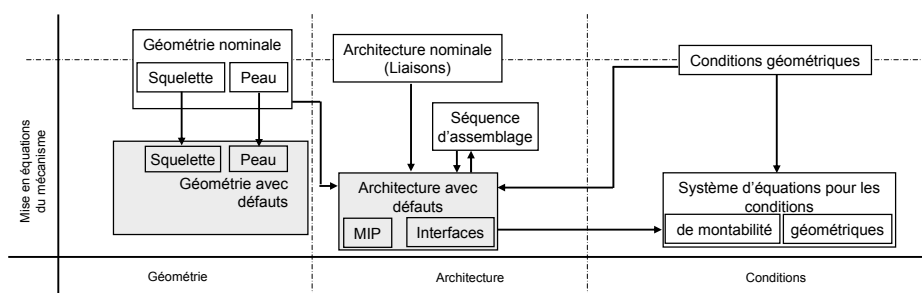 Géométrie nominale
Squelette
Peau
Architecture nominale
(Liaisons)
Conditions géométriques
Séquence
d'assemblage
Squelette
Peau
Géométrie avec
défauts
Architecture avec
défauts
MIP
Interfaces
Système d'équations pour les
conditions
de montabilité
géométriques
Mise en équations
du mécanisme
Géométrie
Architecture
Conditions